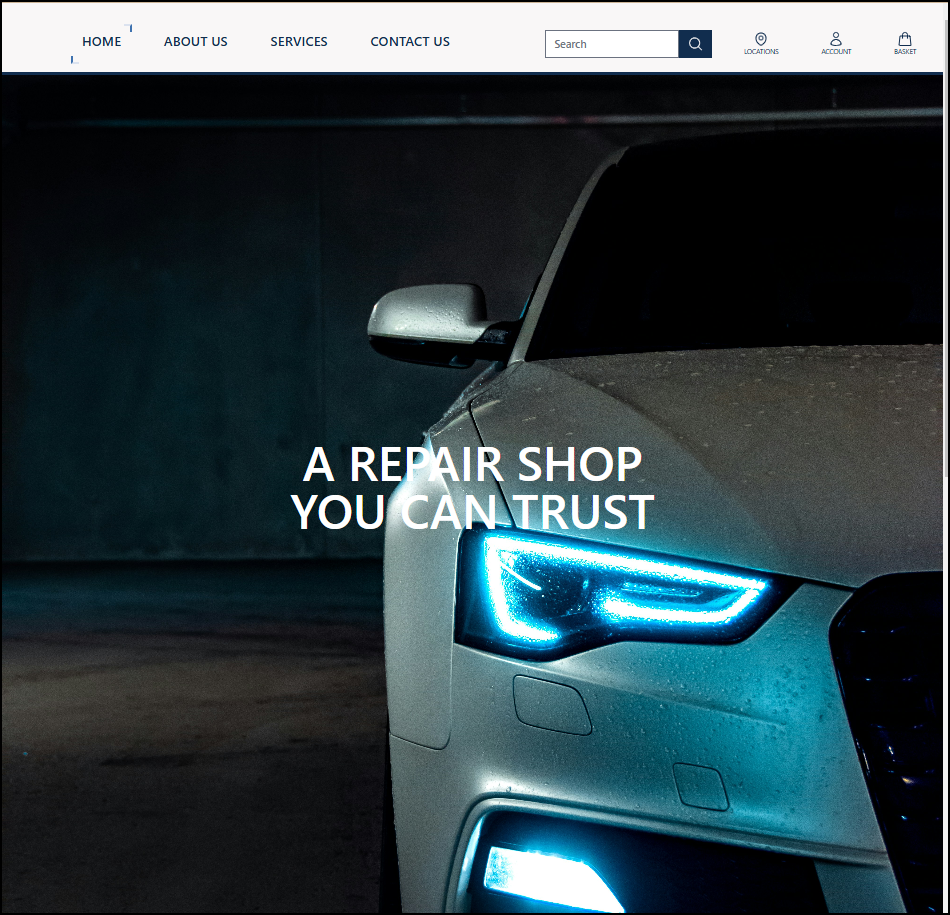 HOME ABOUT US SERVICES CONTACT US Search LOCATIONS ACCOUNT BASKET
A REPAIR SHOP
YOU CAN TRUST